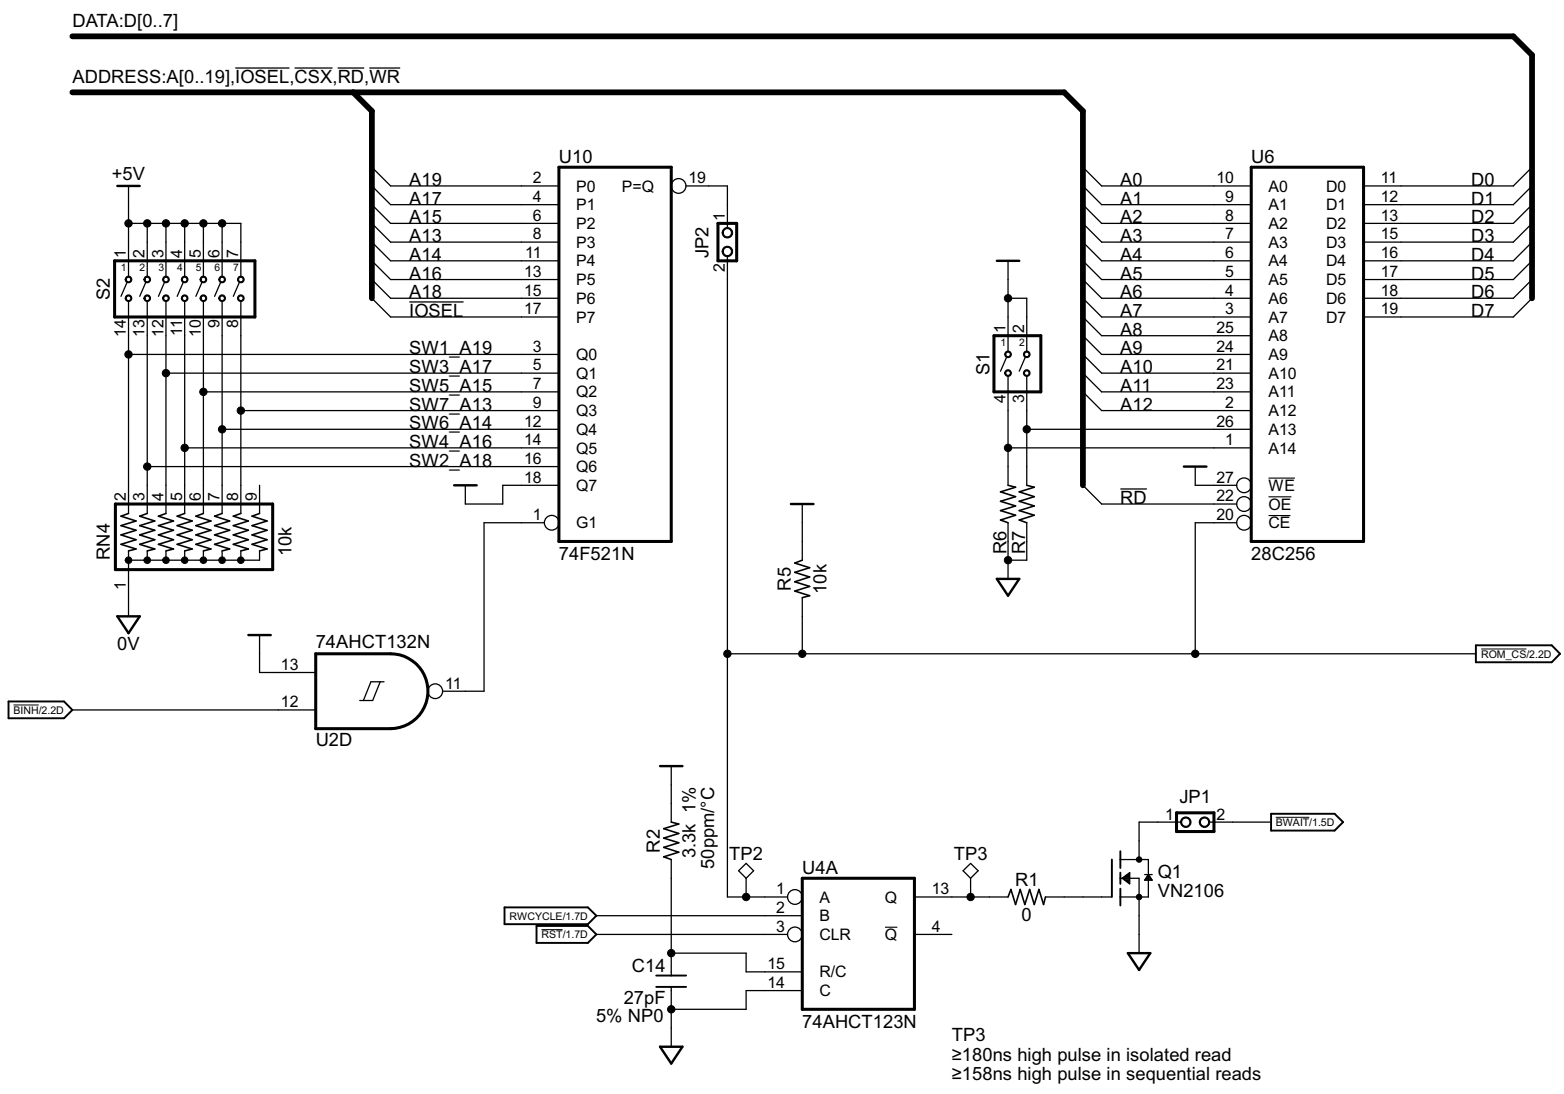 DATA:D[0..7]
ADDRESS:A[0..19],IOSEL,CSX,RD,WR
+5V
S2
1 2 3 4 5 6 7
1 2 3 4 5 6 7
14 13 12 11 10 9 8
RN4
2 3 4 5 6 7 8 9
10k
1
0V
U10
A19 2 P0 P=Q 19
A17 4 P1
A15 6 P2
A13 8 P3
A14 11 P4
A16 13 P5
A18 15 P6
IOSEL 17 P7
SW1_A19 3 Q0
SW3_A17 5 Q1
SW5_A15 7 Q2
SW7_A13 9 Q3
SW6_A14 12 Q4
SW4_A16 14 Q5
SW2_A18 16 Q6
18 Q7
1 G1
74F521N
JP2
1
2
74AHCT132N
13
12
11
U2D
BINH/2.2D
R5
10k
S1
1 2
1 2
4 3
R6
R7
U6
A0 10 A0 D0 11 D0
A1 9 A1 D1 12 D1
A2 8 A2 D2 13 D2
A3 7 A3 D3 15 D3
A4 6 A4 D4 16 D4
A5 5 A5 D5 17 D5
A6 4 A6 D6 18 D6
A7 3 A7 D7 19 D7
A8 25 A8
A9 24 A9
A10 21 A10
A11 23 A11
A12 2 A12
26 A13
1 A14
27 WE
RD 22 OE
20 CE
28C256
ROM_CS/2.2D
R2
3.3k 1%
50ppm/°C
TP2
U4A
1 A Q 13
2 B
3 CLR Q 4
15 R/C
14 C
74AHCT123N
RWCYCLE/1.7D
RST/1.7D
C14
27pF
5% NP0
TP3
R1
0
JP1
1 2
BWAIT/1.5D
Q1
VN2106
TP3
≥180ns high pulse in isolated read
≥158ns high pulse in sequential reads